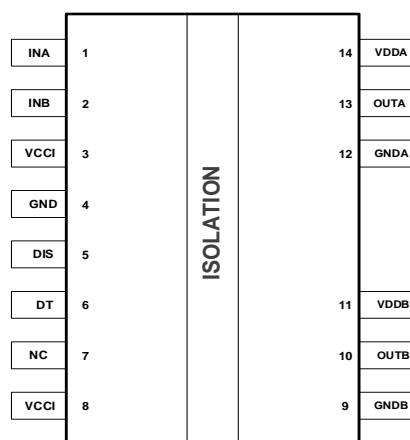 INA 1 14 VDDA
INB 2 13 OUTA
VCCI 3 12 GNDA
GND 4
ISOLATION
DIS 5
DT 6 11 VDDB
NC 7 10 OUTB
VCCI 8 9 GNDB